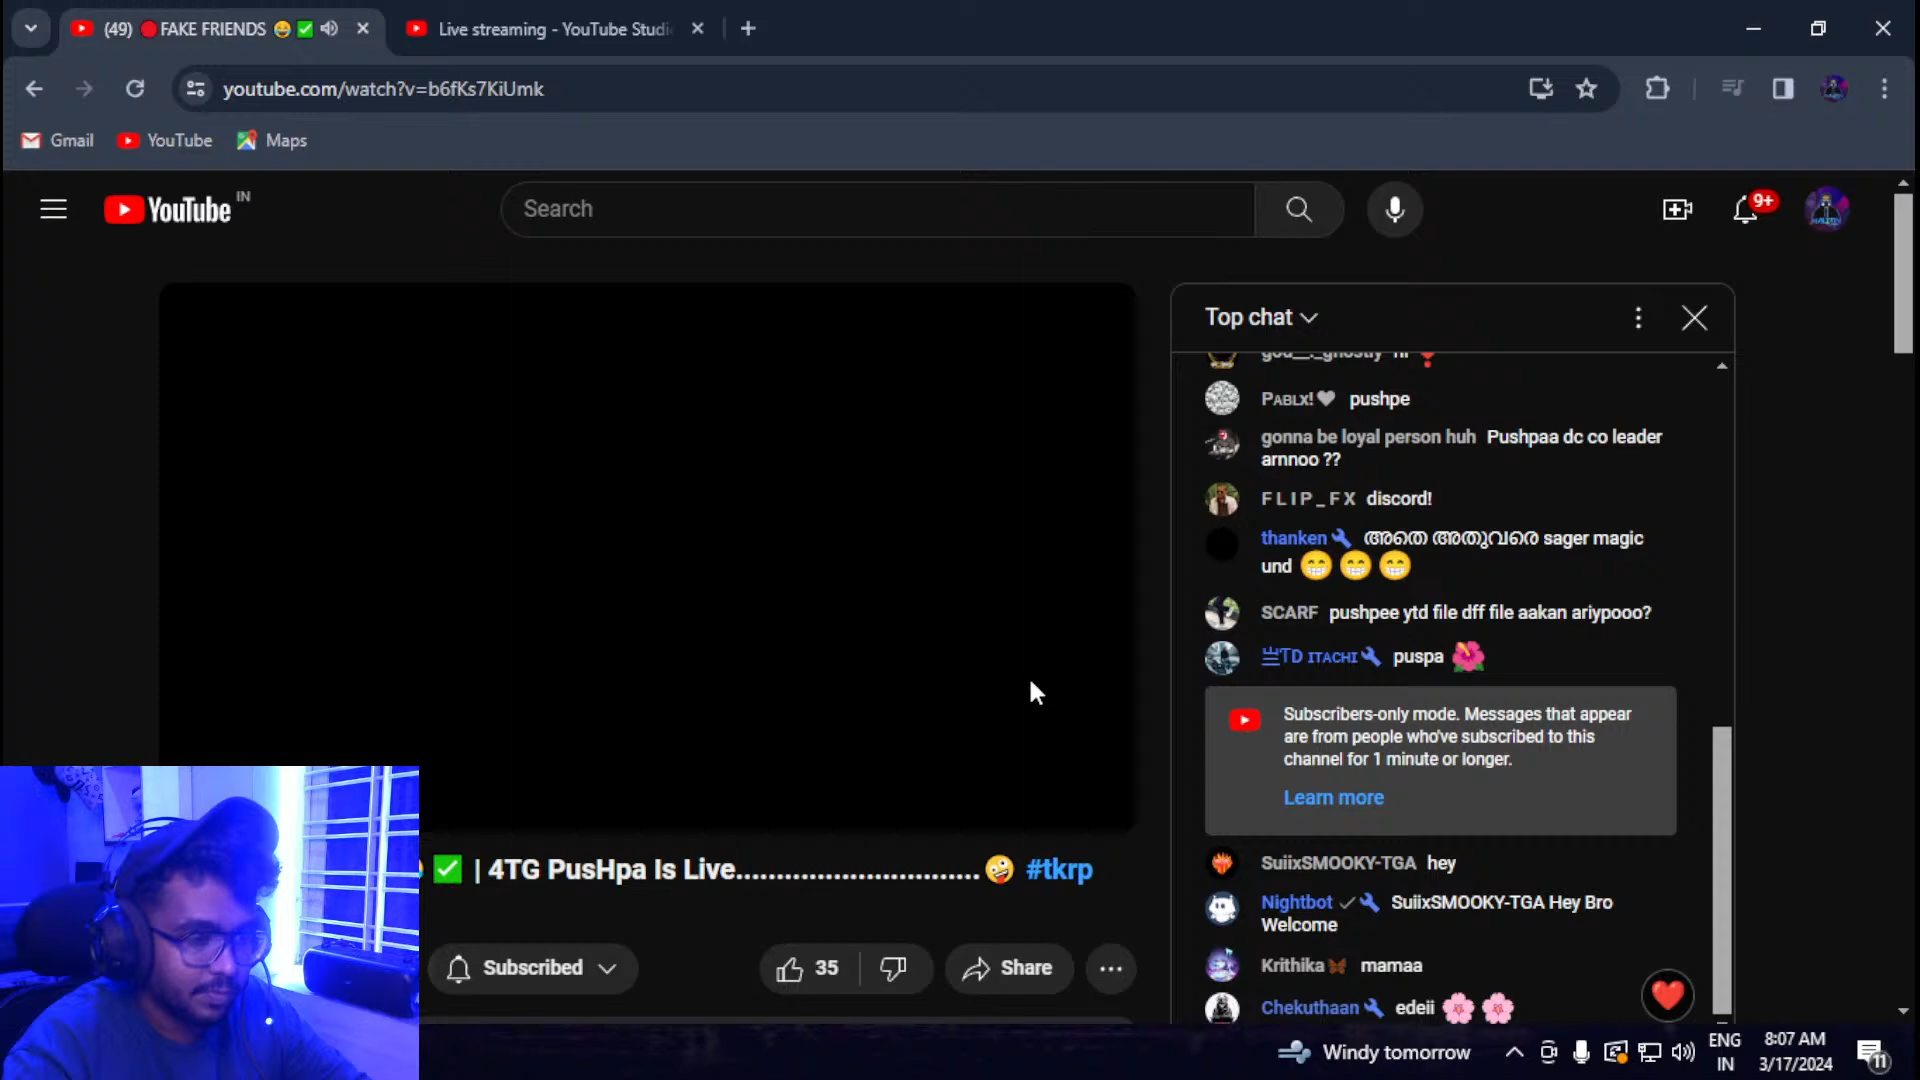 (49) 🔴FAKE FRIENDS 😂✅
Live streaming - YouTube Studi
youtube.com/watch?v=b6fKs7KiUmk
Gmail
YouTube
Maps
YouTube IN
Search
9+
Top chat
god__._ghostly hi❣
PABLX!🤍 pushpe
gonna be loyal person huh Pushpaa dc co leader
arnnoo ??
F L I P _ F X discord!
thanken അതെ അതുവരെ sager magic
und 😁 😁 😁
SCARF pushpee ytd file dff file aakan ariypooo?
TD ITACHI puspa 🌺
Subscribers-only mode. Messages that appear
are from people who've subscribed to this
channel for 1 minute or longer.
Learn more
SuiixSMOOKY-TGA hey
Nightbot SuiixSMOOKY-TGA Hey Bro
Welcome
Krithika🦋 mamaa
Chekuthaan edeii 🌸 🌸
✅ | 4TG PusHpa Is Live..............................🤪 #tkrp
Subscribed
35
Share
Windy tomorrow
ENG
IN
8:07 AM
3/17/2024
11